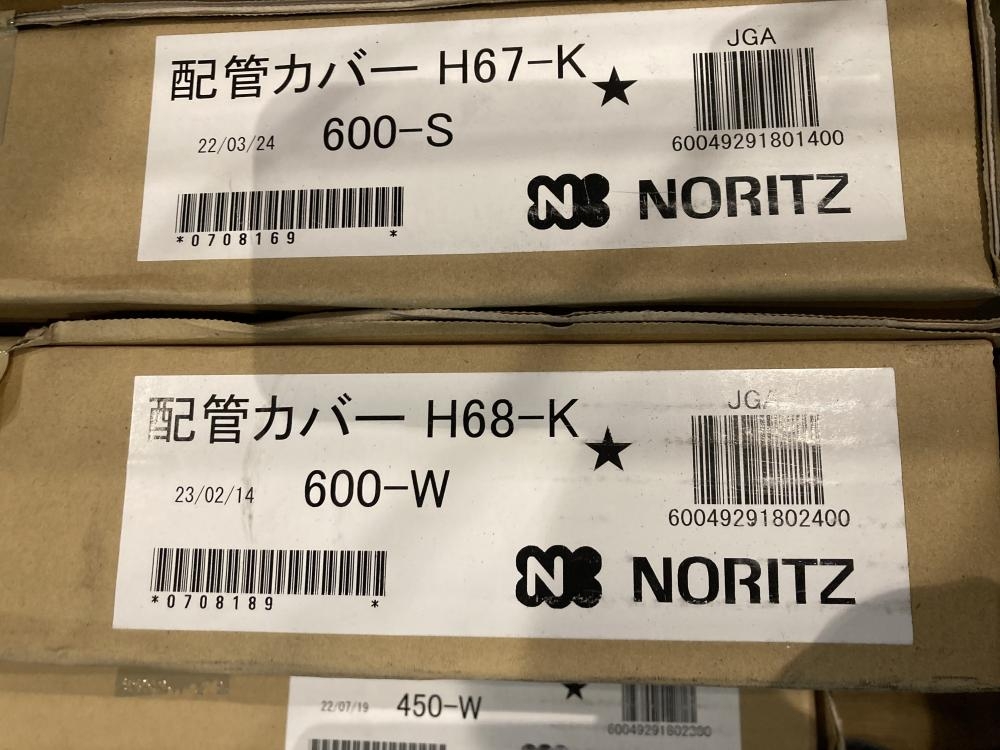 配管カバー H67-K★
JGA
22/03/24 600-S
60049291801400
*0708169 *
NORITZ
配管カバー H68-K★
JGA
23/02/14 600-W
60049291802400
*0708189 *
NORITZ
★
22/07/19 450-W
60049291802300